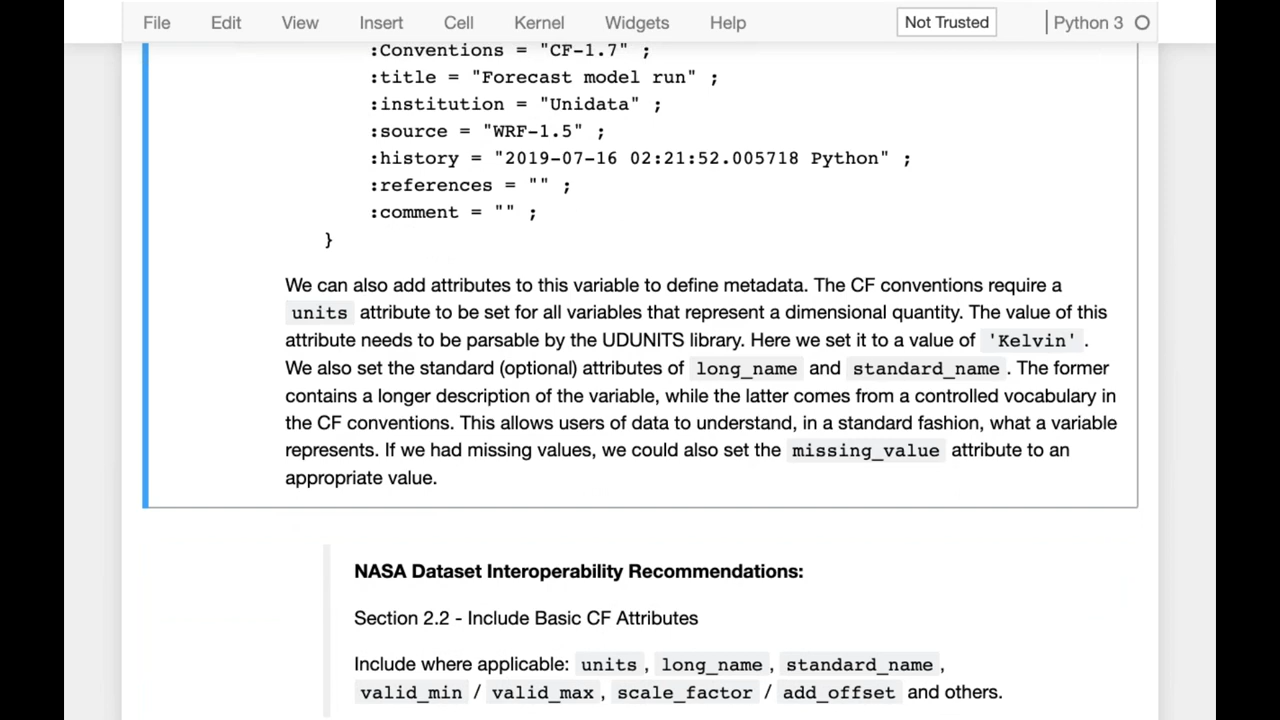 File Edit View Insert Cell Kernel Widgets Help Not Trusted Python 3
:Conventions = "CF-1.7" ;
:title = "Forecast model run" ;
:institution = "Unidata" ;
:source = "WRF-1.5" ;
:history = "2019-07-16 02:21:52.005718 Python" ;
:references = "" ;
:comment = "" ;
}
We can also add attributes to this variable to define metadata. The CF conventions require a
units attribute to be set for all variables that represent a dimensional quantity. The value of this
attribute needs to be parsable by the UDUNITS library. Here we set it to a value of 'Kelvin'.
We also set the standard (optional) attributes of long_name and standard_name. The former
contains a longer description of the variable, while the latter comes from a controlled vocabulary in
the CF conventions. This allows users of data to understand, in a standard fashion, what a variable
represents. If we had missing values, we could also set the missing_value attribute to an
appropriate value.
NASA Dataset Interoperability Recommendations:
Section 2.2 - Include Basic CF Attributes
Include where applicable: units, long_name, standard_name,
valid_min / valid_max, scale_factor / add_offset and others.